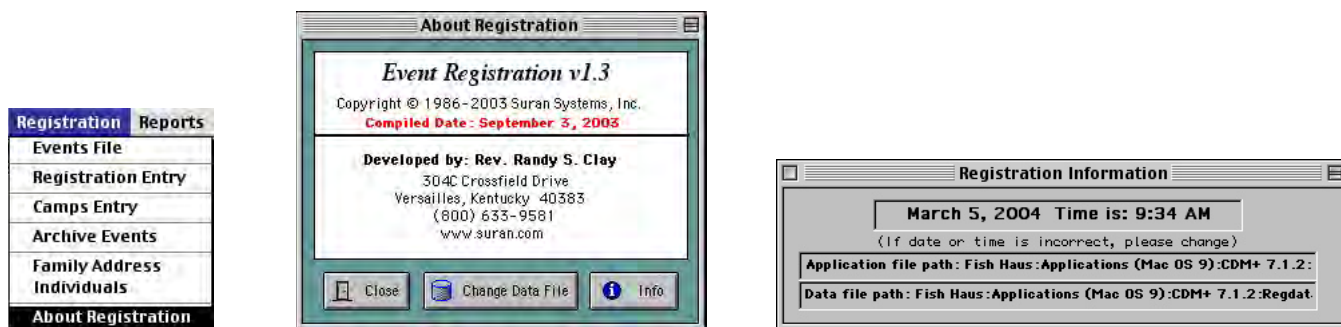 Registration Reports
Events File
Registration Entry
Camps Entry
Archive Events
Family Address
Individuals
About Registration
About Registration
Event Registration v1.3
Copyright © 1986-2003 Suran Systems, Inc.
Compiled Date: September 3, 2003
Developed by: Rev. Randy S. Clay
304C Crossfield Drive
Versailles, Kentucky 40383
(800) 633-9581
www.suran.com
Close Change Data File Info
Registration Information
March 5, 2004 Time is: 9:34 AM
(If date or time is incorrect, please change)
Application file path: Fish Haus:Applications (Mac OS 9):CDM+ 7.1.2:
Data file path: Fish Haus:Applications (Mac OS 9):CDM+ 7.1.2:Regdat